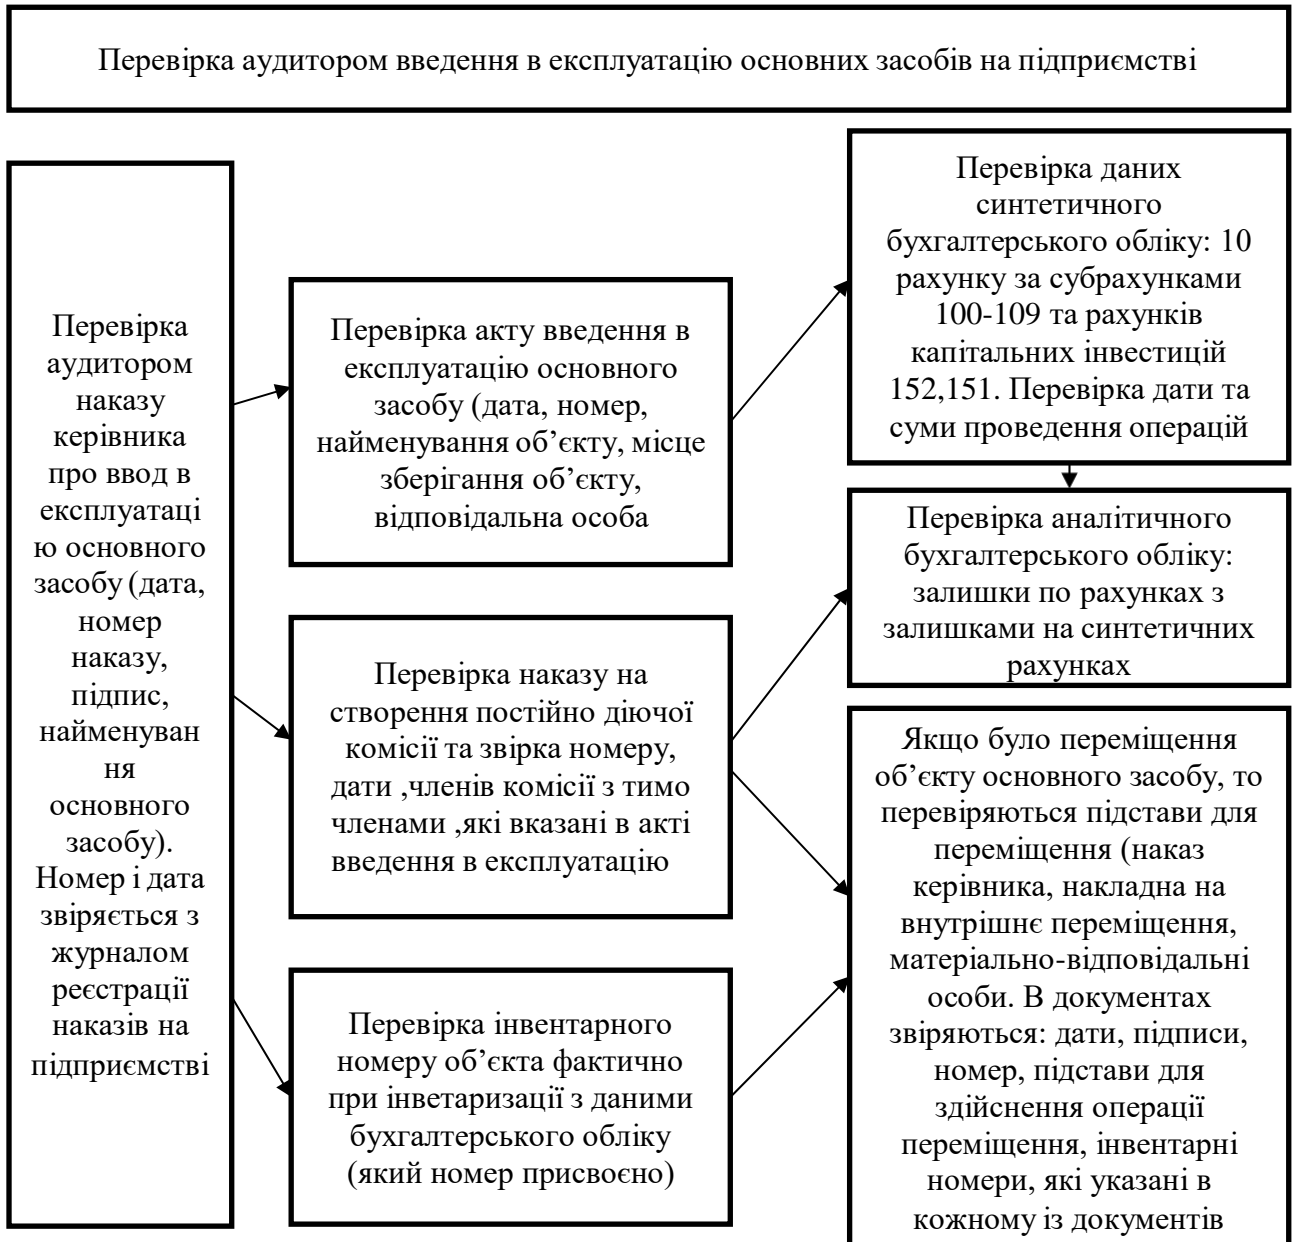 Перевірка аудитором введення в експлуатацію основних засобів на підприємстві
Перевірка
аудитором
наказу
керівника
про ввод в
експлуатаці
ю основного
засобу (дата,
номер
наказу,
підпис,
найменуван
ня
основного
засобу).
Номер і дата
звіряється з
журналом
реєстрації
наказів на
підприємстві
Перевірка акту введення в
експлуатацію основного
засобу (дата, номер,
найменування об’єкту, місце
зберігання об’єкту,
відповідальна особа
Перевірка наказу на
створення постійно діючої
комісії та звірка номеру,
дати ,членів комісії з тимо
членами ,які вказані в акті
введення в експлуатацію
Перевірка інвентарного
номеру об’єкта фактично
при інветаризації з даними
бухгалтерського обліку
(який номер присвоєно)
Перевірка даних
синтетичного
бухгалтерського обліку: 10
рахунку за субрахунками
100-109 та рахунків
капітальних інвестицій
152,151. Перевірка дати та
суми проведення операцій
Перевірка аналітичного
бухгалтерського обліку:
залишки по рахунках з
залишками на синтетичних
рахунках
Якщо було переміщення
об’єкту основного засобу, то
перевіряються підстави для
переміщення (наказ
керівника, накладна на
внутрішнє переміщення,
матеріально-відповідальні
особи. В документах
звіряються: дати, підписи,
номер, підстави для
здійснення операції
переміщення, інвентарні
номери, які указані в
кожному із документів